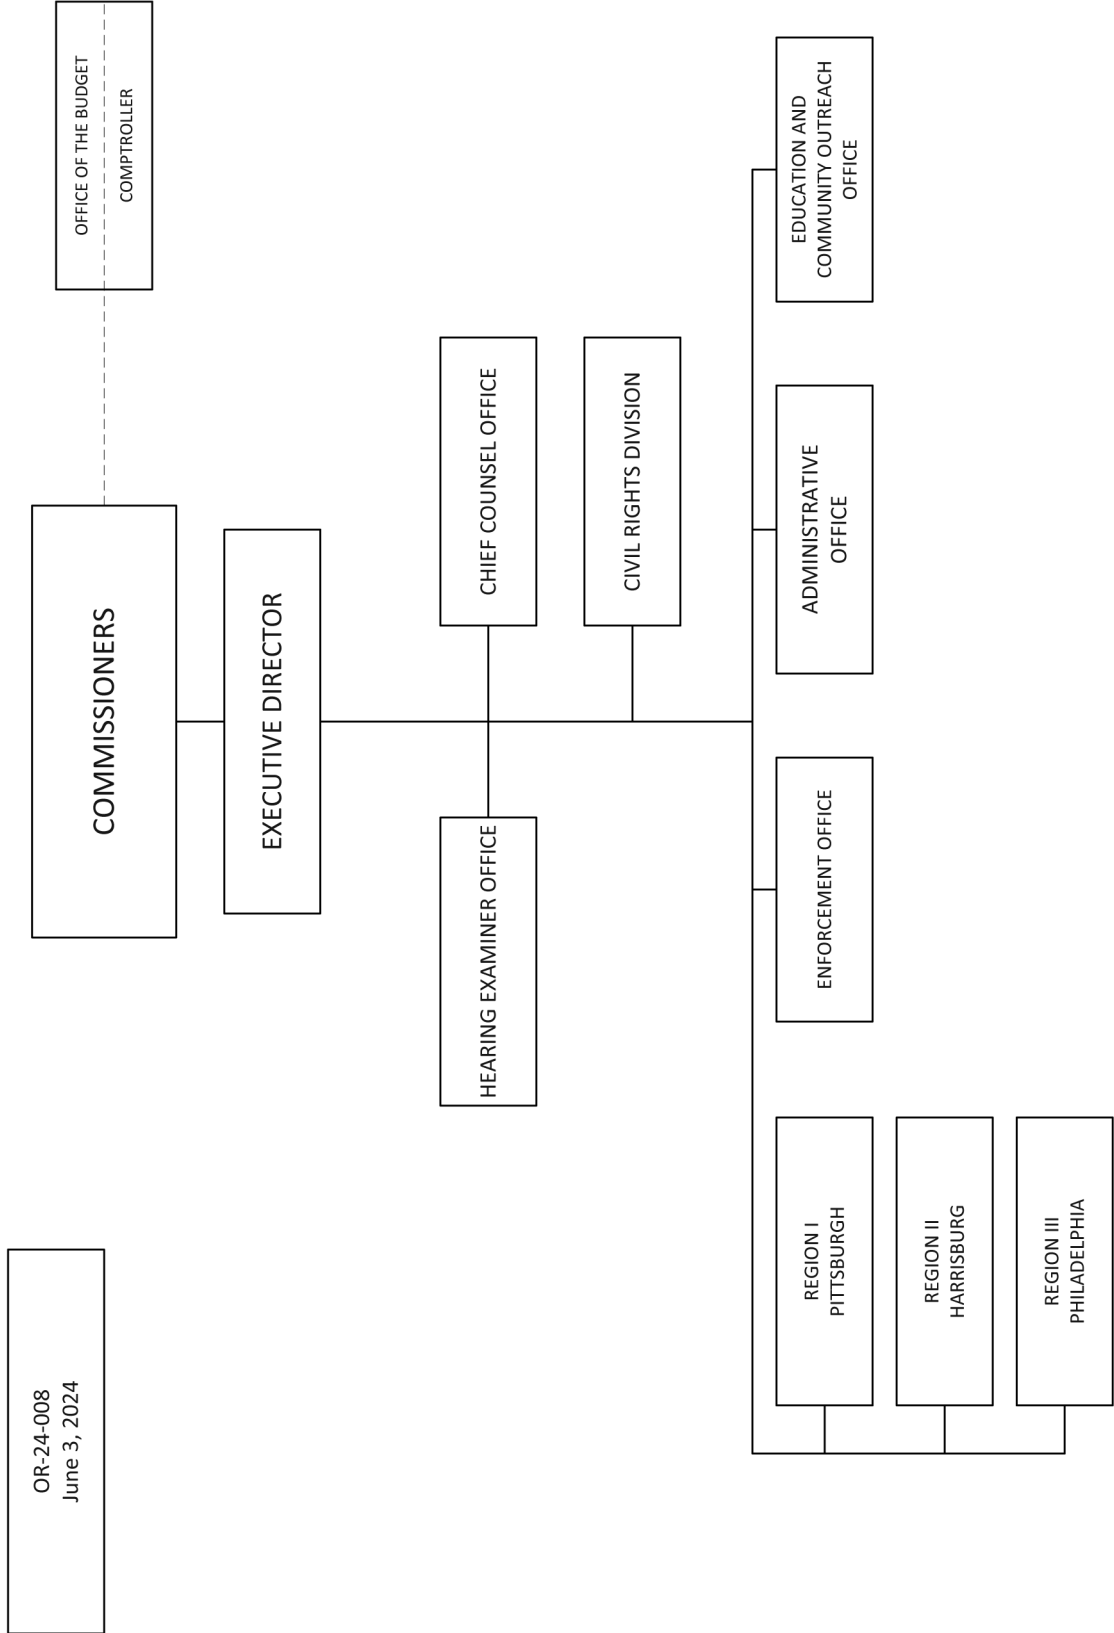 OR-24-008
June 3, 2024
COMMISSIONERS
OFFICE OF THE BUDGET
COMPTROLLER
EXECUTIVE DIRECTOR
HEARING EXAMINER OFFICE
CHIEF COUNSEL OFFICE
CIVIL RIGHTS DIVISION
REGION I
PITTSBURGH
REGION II
HARRISBURG
REGION III
PHILADELPHIA
ENFORCEMENT OFFICE
ADMINISTRATIVE
OFFICE
EDUCATION AND
COMMUNITY OUTREACH
OFFICE